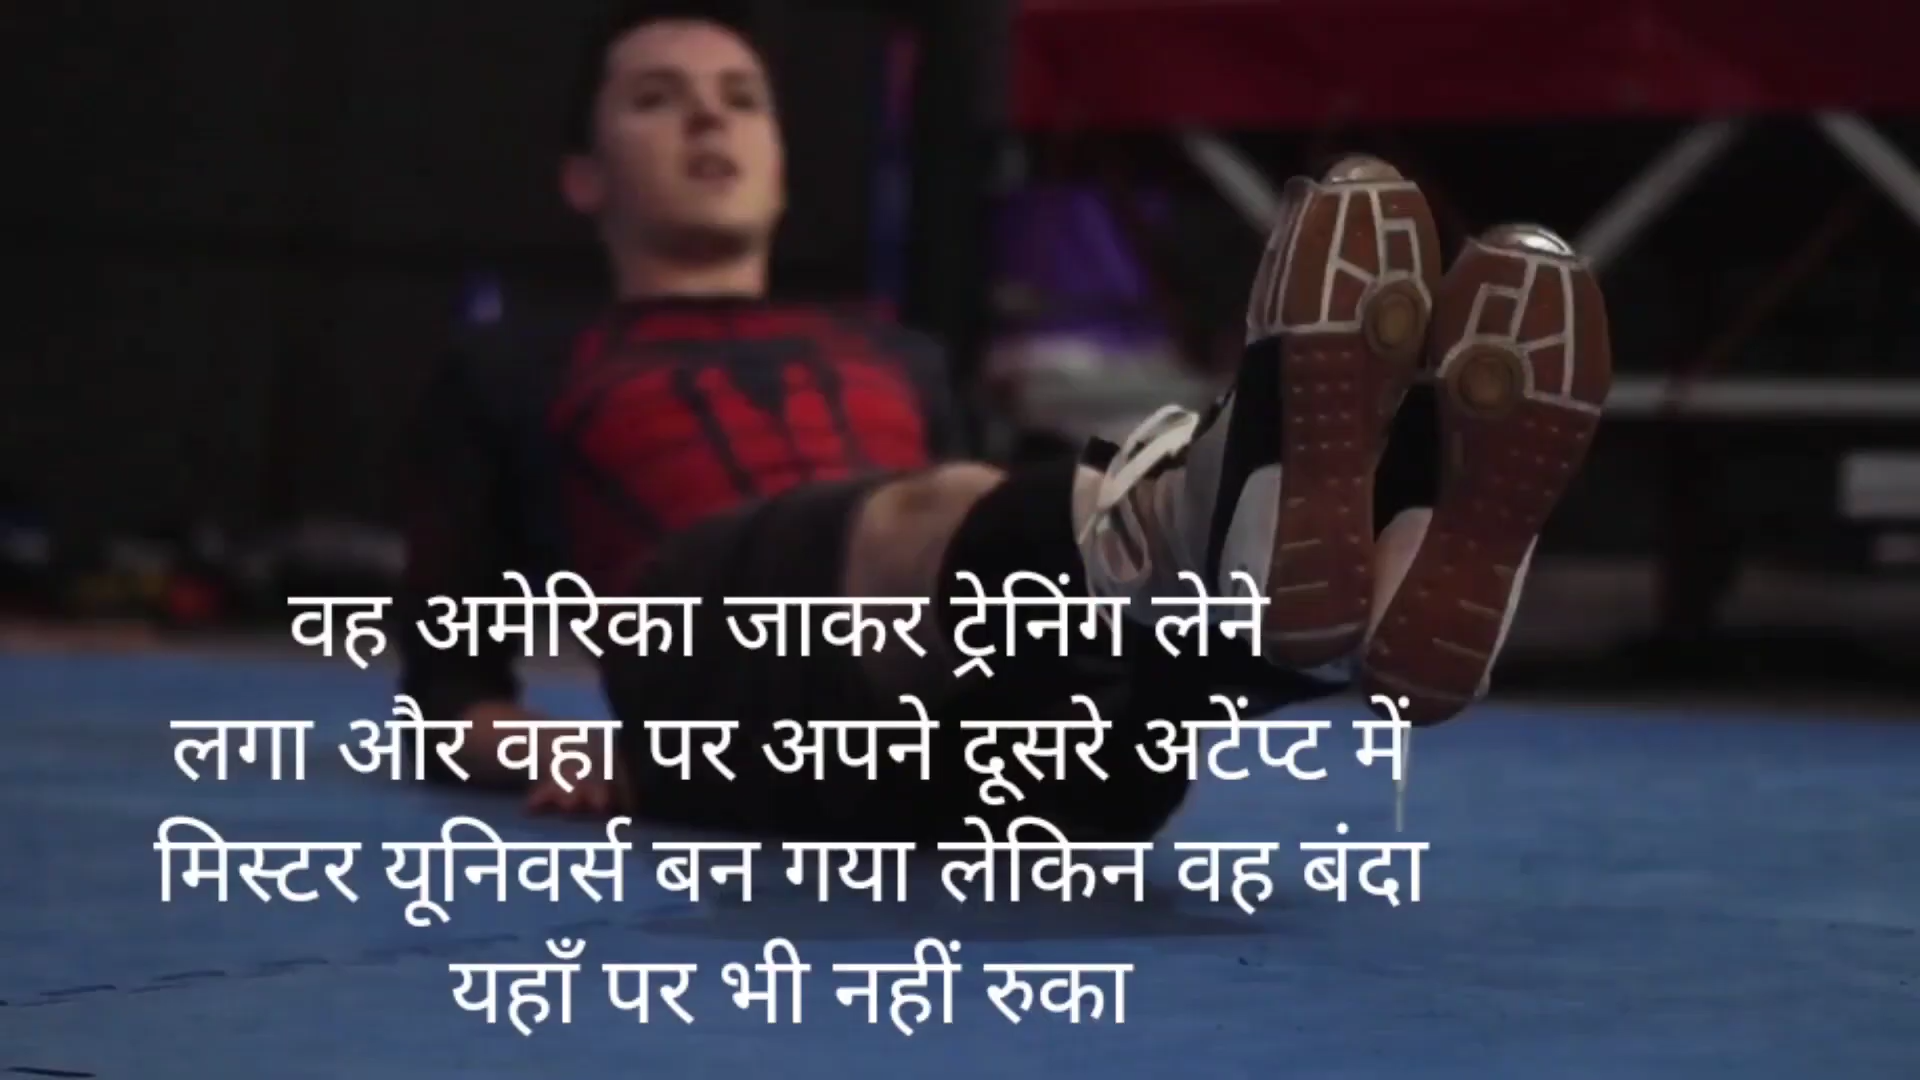 वह अमेरिका जाकर ट्रेनिंग लेने
लगा और वहा पर अपने दूसरे अटेंप्ट में
मिस्टर यूनिवर्स बन गया लेकिन वह बंदा
यहाँ पर भी नहीं रुका